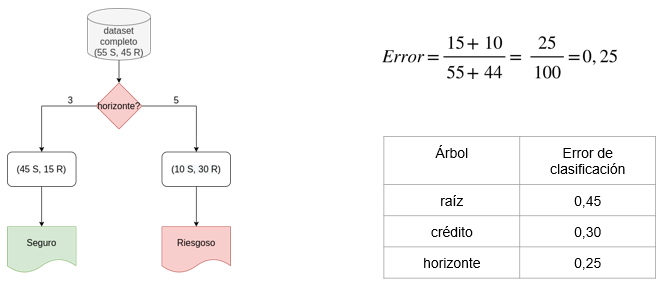 dataset
completo
(55 S, 45 R)
horizonte?
3
5
(45 S, 15 R)
(10 S, 30 R)
Seguro
Riesgoso
Error = 15 + 10 / 55 + 44 = 25 / 100 = 0, 25
Árbol
Error de
clasificación
raíz
0,45
crédito
0,30
horizonte
0,25